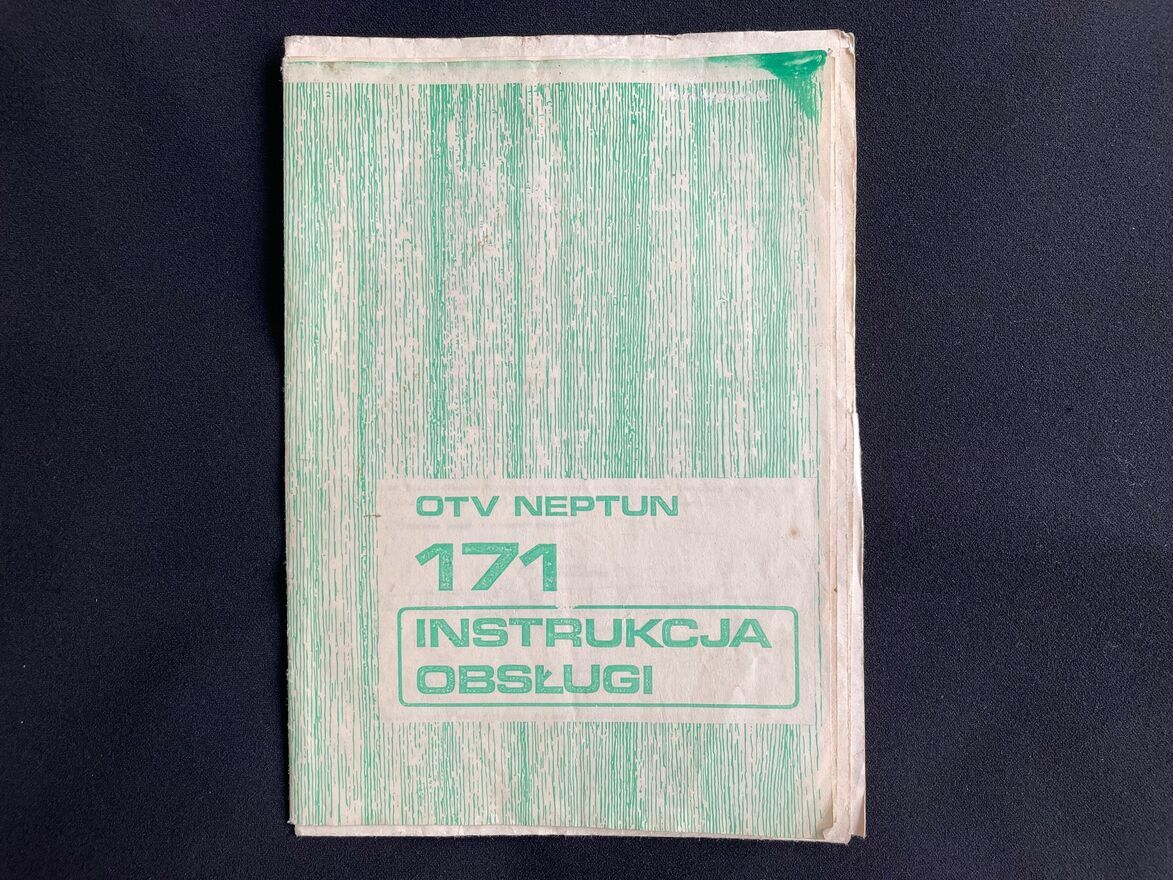 OTV NEPTUN
171
INSTRUKCJA
OBSŁUGI